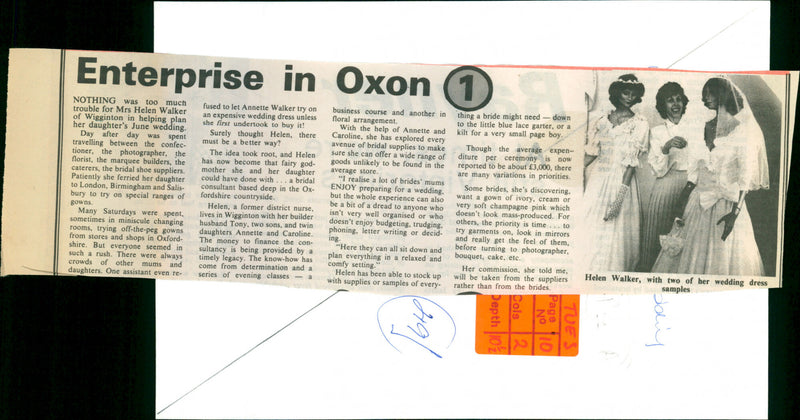 Enterprise in Oxon 1
NOTHING was too much
trouble for Mrs Helen Walker
of Wigginton in helping plan
her daughter's June wedding.
Day after day was spent
travelling between the confec-
tioner, the photographer, the
florist, the marquee builders, the
caterers, the bridal shoe suppliers.
Patiently she ferried her daughter
to London, Birmingham and Salis-
bury to try on special ranges of
gowns.
Many Saturdays were spent,
sometimes in miniscule changing
rooms, trying off-the-peg gowns
from stores and shops in Oxford-
shire. But everyone seemed in
such a rush. There were always
crowds of other mums and
daughters. One assistant even re-
fused to let Annette Walker try on
an expensive wedding dress unless
she first undertook to buy it!
Surely thought Helen, there
must be a better way?
The idea took root, and Helen
has now become that fairy god-
mother she and her daughter
could have done with . . . a bridal
consultant based deep in the Ox-
fordshire countryside.
Helen, a former district nurse,
lives in Wigginton with her builder
husband Tony, two sons, and twin
daughters Annette and Caroline.
The money to finance the con-
sultancy is being provided by a
timely legacy. The know-how has
come from determination and a
series of evening classes — a
business course and another in
floral arrangement.
With the help of Annette and
Caroline, she has explored every
avenue of bridal supplies to make
sure she can offer a wide range of
goods unlikely to be found in the
average store.
"I realise a lot of brides' mums
ENJOY preparing for a wedding,
but the whole experience can also
be a bit of a dread to anyone who
isn't very well organised or who
doesn't enjoy budgeting, trudging,
phoning, letter writing or decid-
ing.
"Here they can all sit down and
plan everything in a relaxed and
comfy setting."
Helen has been able to stock up
with supplies or samples of every-
thing a bride might need — down
to the little blue lace garter, or a
kilt for a very small page boy.
Though the average expen-
diture per ceremony is now
reported to be about £3,000, there
are many variations in priorities.
Some brides, she's discovering,
want a gown of ivory, cream or
very soft champagne pink which
doesn't look mass-produced. For
others, the priority is time . . . to
try garments on, look in mirrors
and really get the feel of them,
before turning to photographer,
bouquet, cake, etc.
Her commission, she told me,
will be taken from the suppliers
rather than from the brides.
Helen Walker, with two of her wedding dress
samples
TUES
Page No 10
Cols 2
Depth 10½